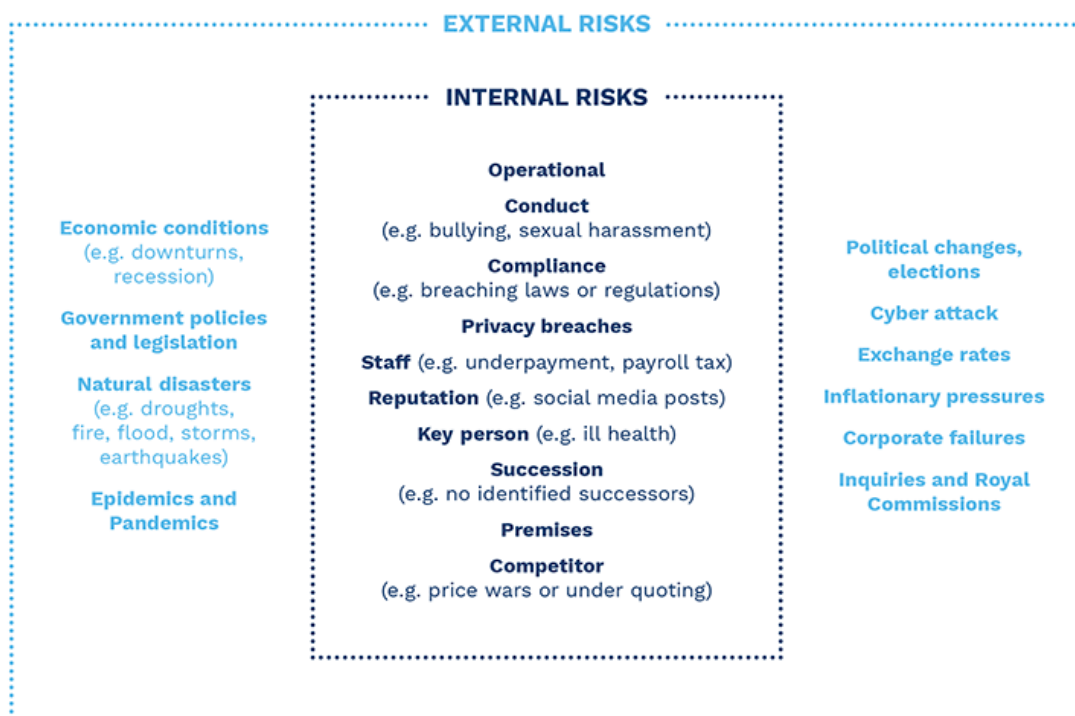 EXTERNAL RISKS
INTERNAL RISKS
Economic conditions
(e.g. downturns,
recession)
Government policies
and legislation
Natural disasters
(e.g. droughts,
fire, flood, storms,
earthquakes)
Epidemics and
Pandemics
Operational
Conduct
(e.g. bullying, sexual harassment)
Compliance
(e.g. breaching laws or regulations)
Privacy breaches
Staff (e.g. underpayment, payroll tax)
Reputation (e.g. social media posts)
Key person (e.g. ill health)
Succession
(e.g. no identified successors)
Premises
Competitor
(e.g. price wars or under quoting)
Political changes,
elections
Cyber attack
Exchange rates
Inflationary pressures
Corporate failures
Inquiries and Royal
Commissions